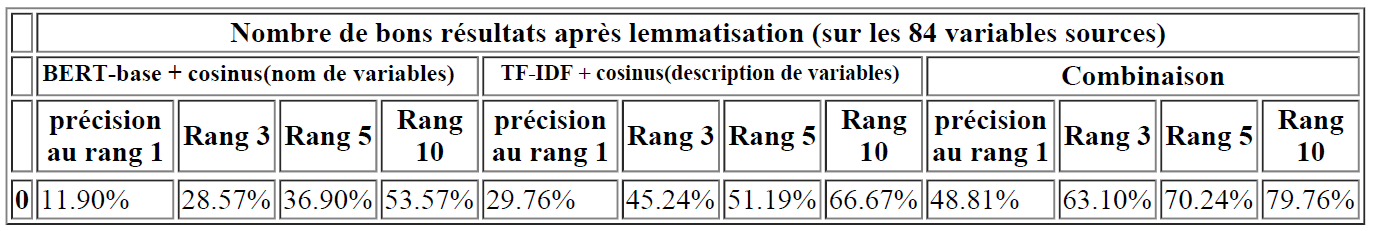 Nombre de bons résultats après lemmatisation (sur les 84 variables sources)
BERT-base + cosinus(nom de variables) TF-IDF + cosinus(description de variables) Combinaison
précision au rang 1 Rang 3 Rang 5 Rang 10 précision au rang 1 Rang 3 Rang 5 Rang 10 précision au rang 1 Rang 3 Rang 5 Rang 10
0 11.90% 28.57% 36.90% 53.57% 29.76% 45.24% 51.19% 66.67% 48.81% 63.10% 70.24% 79.76%